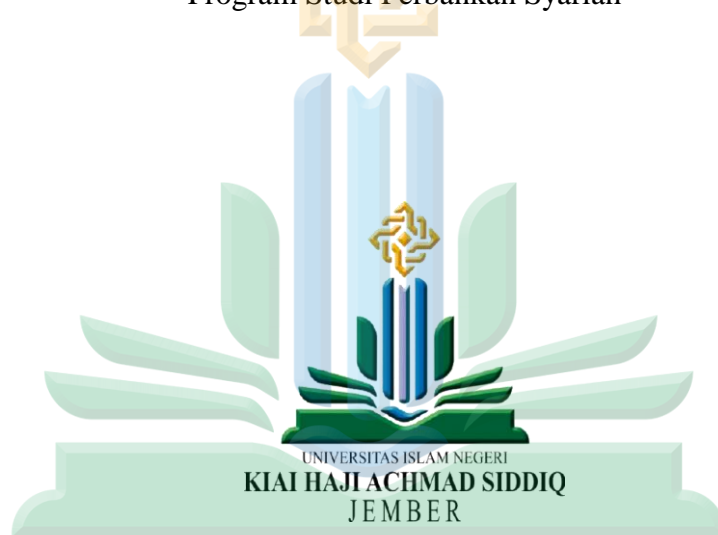 Program Studi Perbankan Syariah
UNIVERSITAS ISLAM NEGERI
KIAI HAJI ACHMAD SIDDIQ
JEMBER